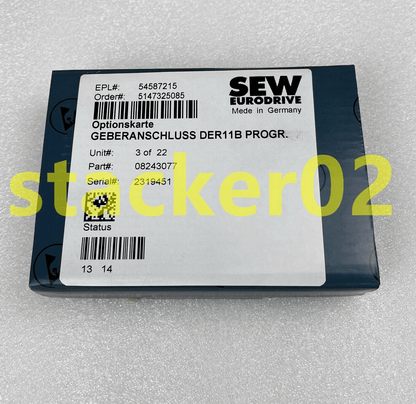 EPL#: 54587215
Order#: 5147325085
SEW
EURODRIVE
Made in Germany
Optionskarte
GEBERANSCHLUSS DER11B PROGR.
Unit#: 3 of 22
Part#: 08243077
Serial#: 2319451
stacker02
Status
13 14